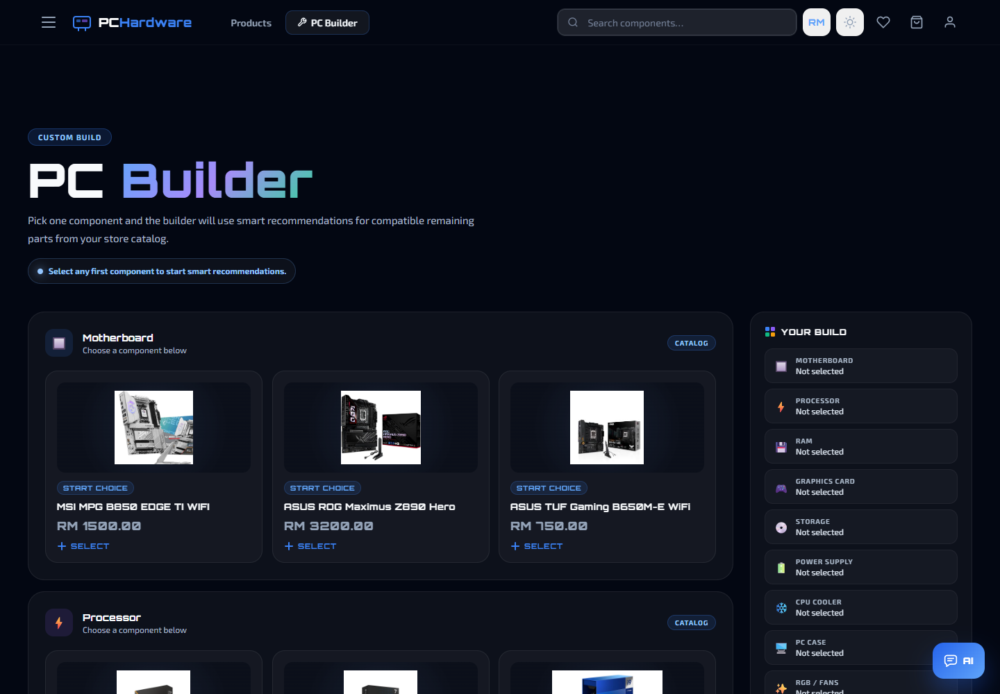 PCHardware
Products
PC Builder
Search components...
RM
CUSTOM BUILD
PC Builder
Pick one component and the builder will use smart recommendations for compatible remaining
parts from your store catalog.
Select any first component to start smart recommendations.
Motherboard
Choose a component below
CATALOG
START CHOICE
MSI MPG B850 EDGE TI WIFI
RM 1500.00
SELECT
START CHOICE
ASUS ROG Maximus Z890 Hero
RM 3200.00
SELECT
START CHOICE
ASUS TUF Gaming B650M-E WiFi
RM 750.00
SELECT
Processor
Choose a component below
CATALOG
YOUR BUILD
MOTHERBOARD
Not selected
PROCESSOR
Not selected
RAM
Not selected
GRAPHICS CARD
Not selected
STORAGE
Not selected
POWER SUPPLY
Not selected
CPU COOLER
Not selected
PC CASE
Not selected
RGB / FANS
Not selected
AI